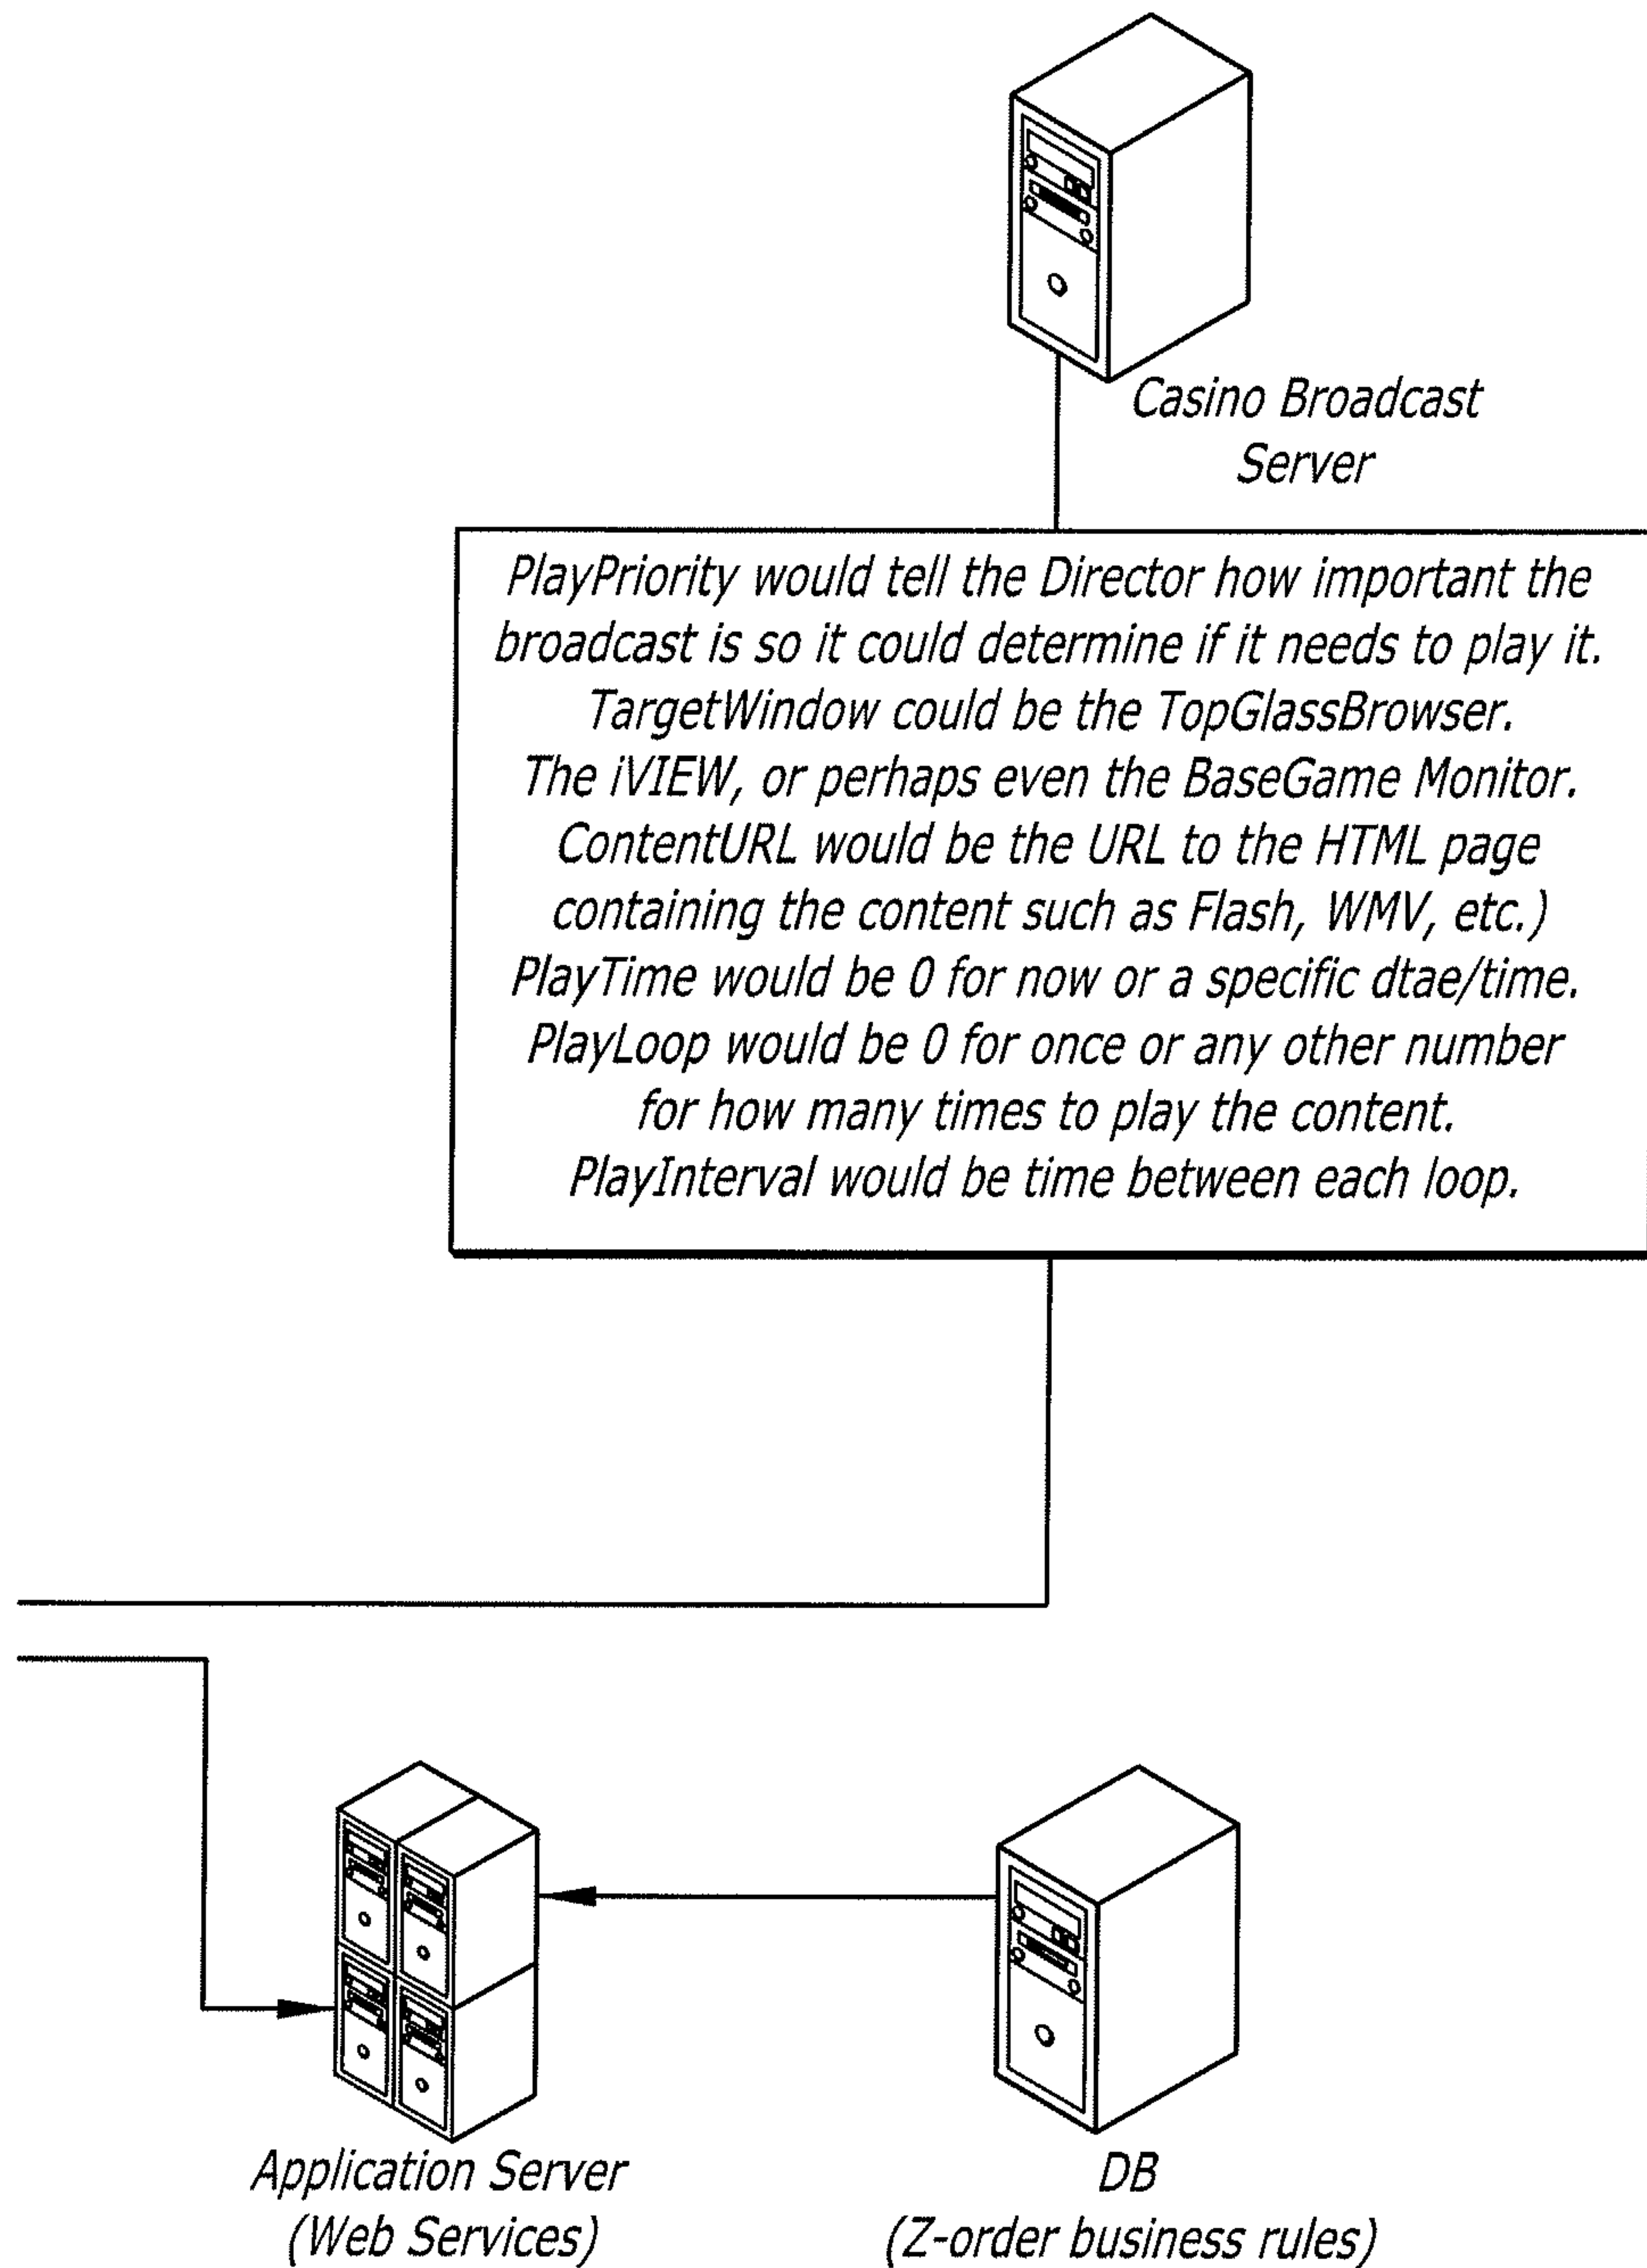 Casino Broadcast
Server
PlayPriority would tell the Director how important the
broadcast is so it could determine if it needs to play it.
TargetWindow could be the TopGlassBrowser.
The iVIEW, or perhaps even the BaseGame Monitor.
ContentURL would be the URL to the HTML page
containing the content such as Flash, WMV, etc.)
PlayTime would be 0 for now or a specific dtae/time.
PlayLoop would be 0 for once or any other number
for how many times to play the content.
PlayInterval would be time between each loop.
Application Server
(Web Services)
DB
(Z-order business rules)